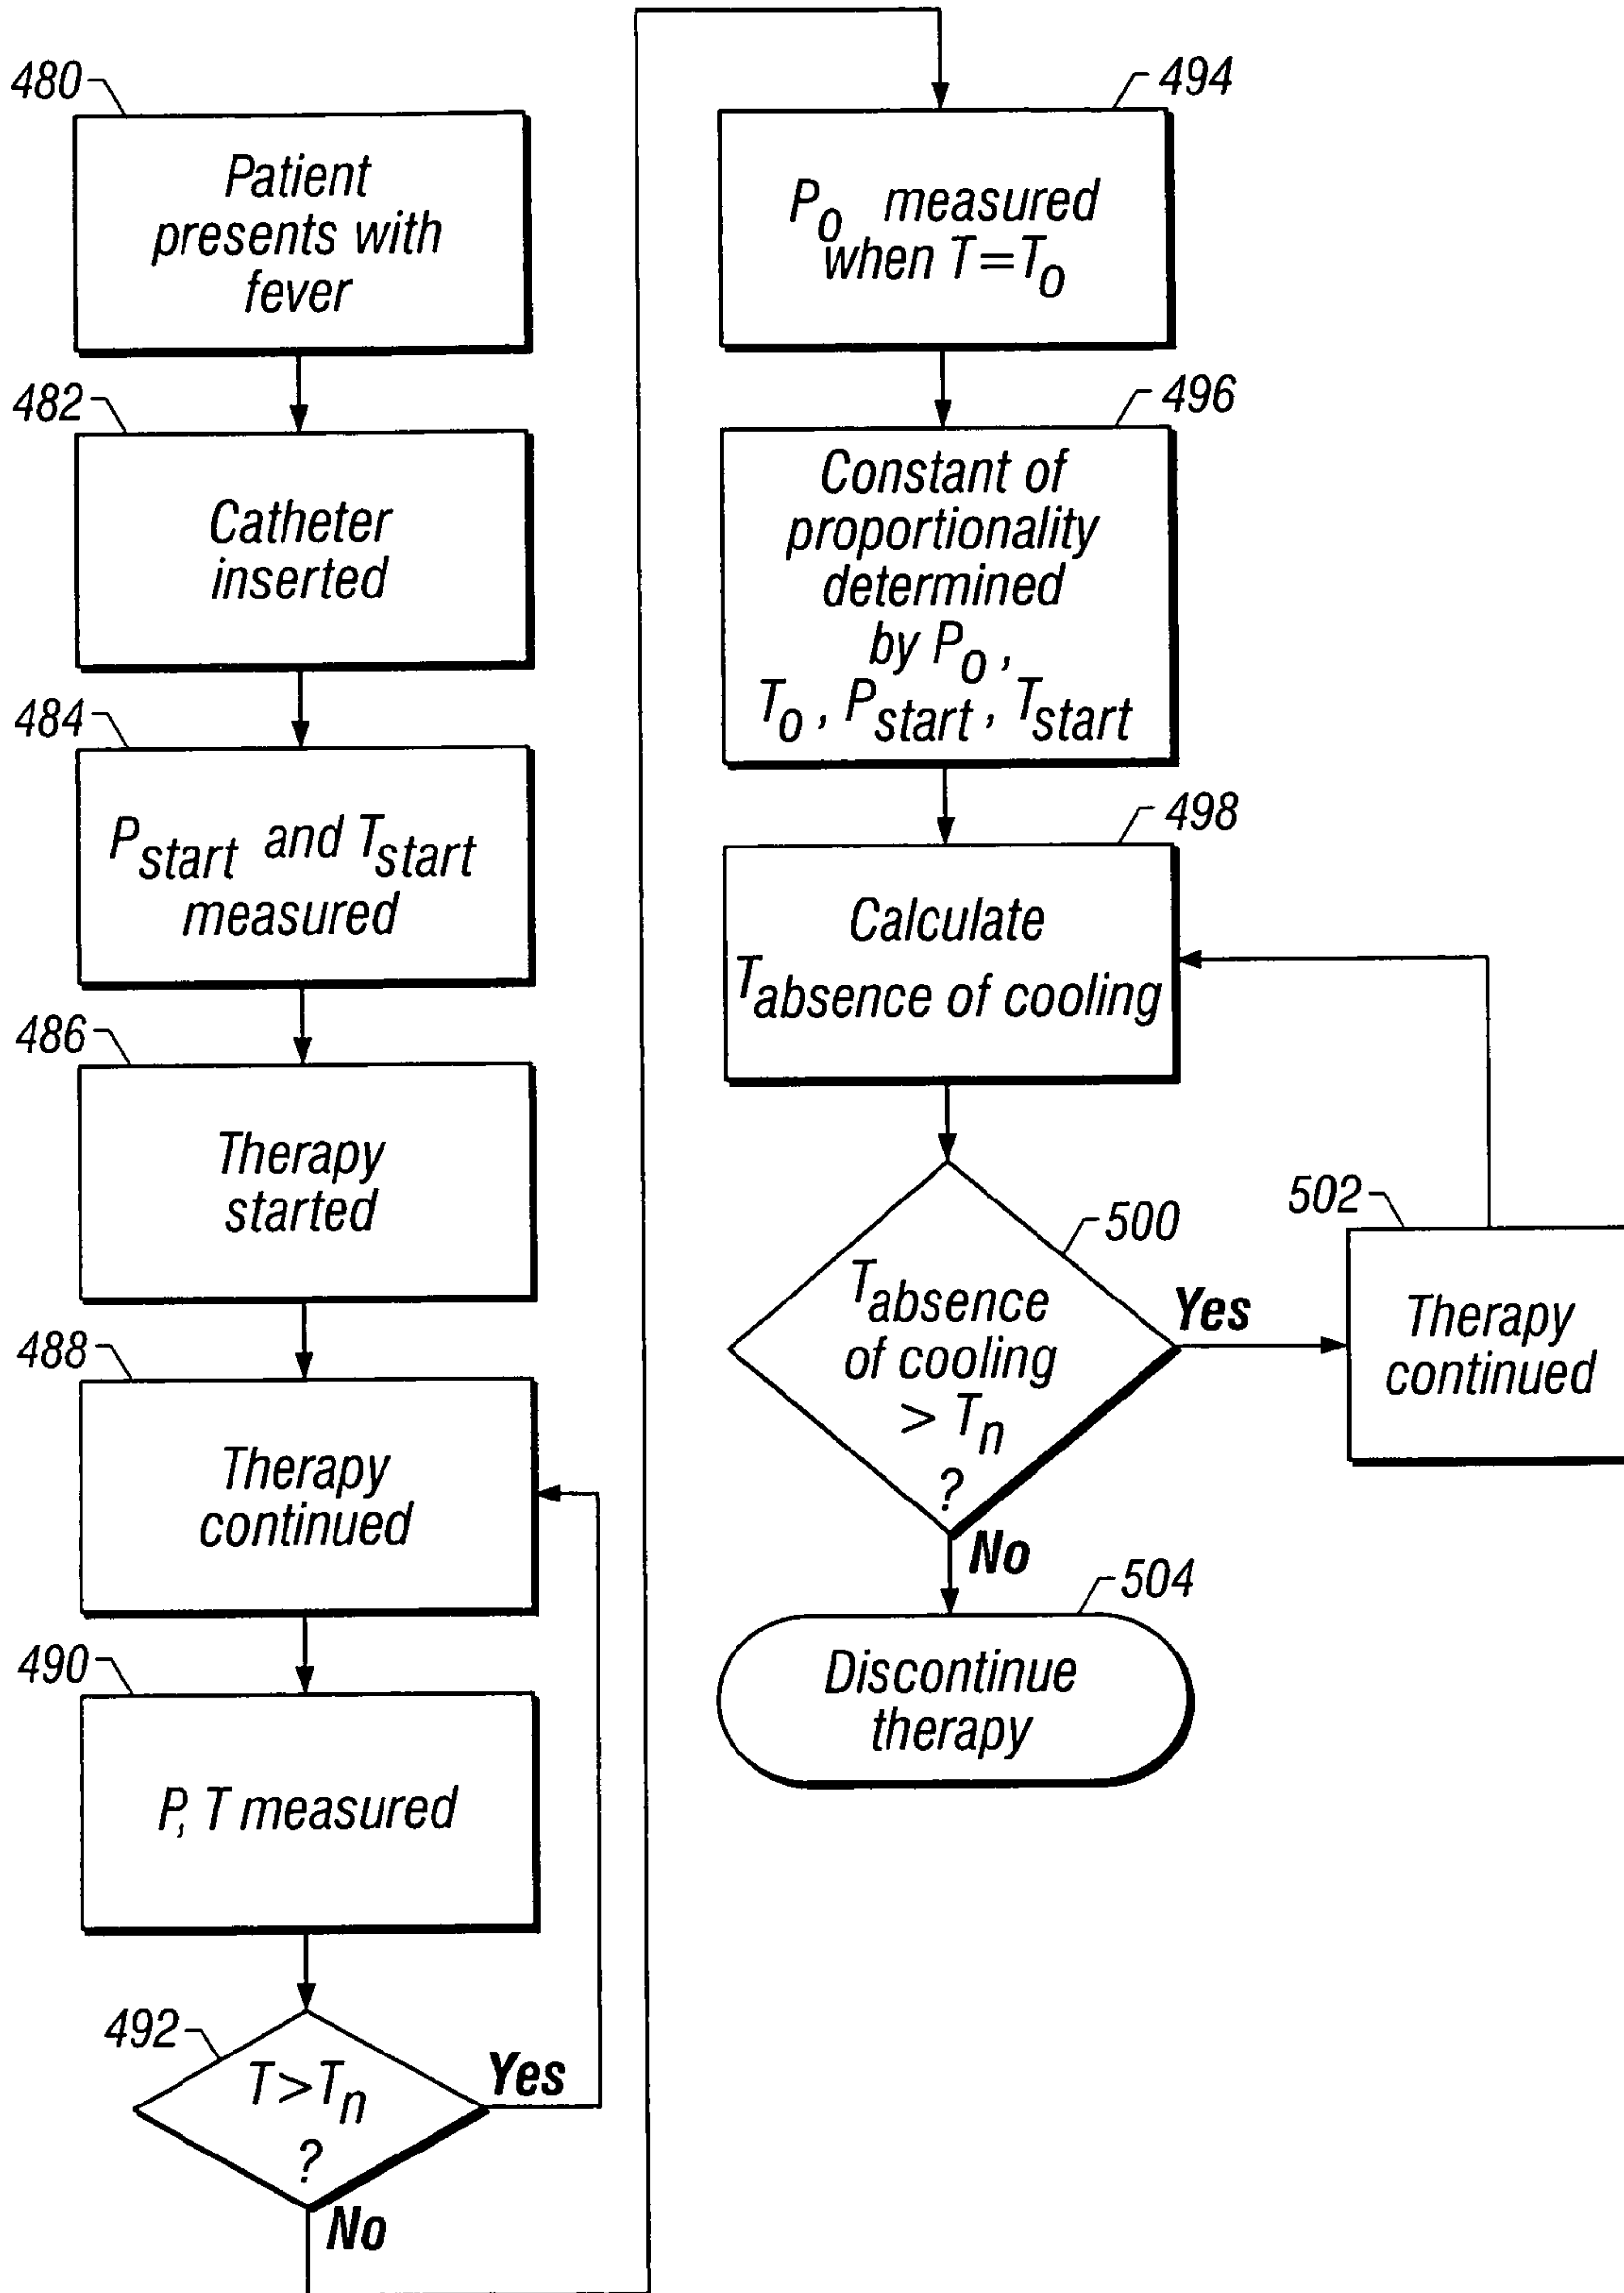 480
Patient
presents with
fever
482
Catheter
inserted
484
P start and T start
measured
486
Therapy
started
488
Therapy
continued
490
P, T measured
492
T>Tn
?
Yes
No
494
Po measured
when T=To
496
Constant of
proportionality
determined
by Po,
To, Pstart, Tstart
498
Calculate
Tabsence of cooling
500
Tabsence
of cooling
> Tn
?
Yes
No
502
Therapy
continued
504
Discontinue
therapy